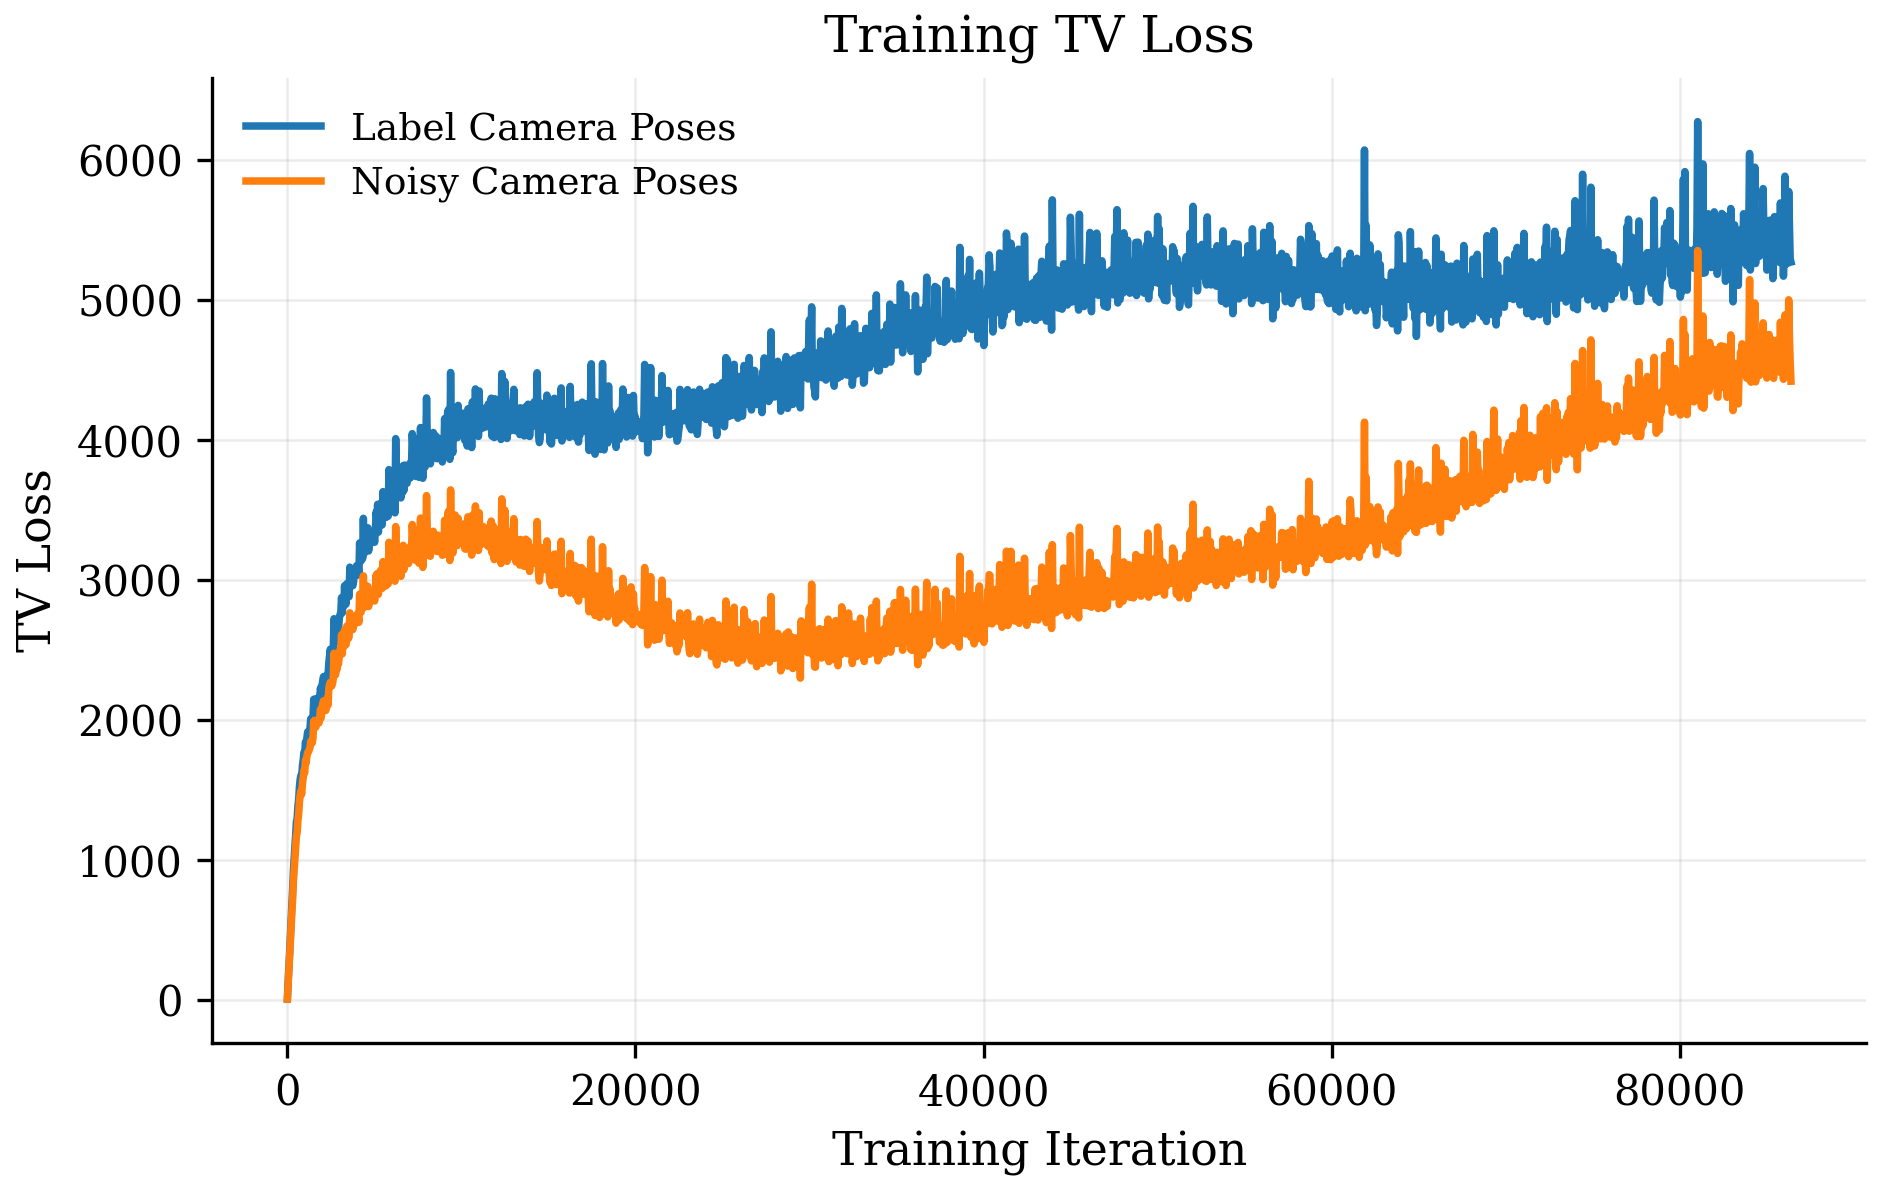 Training TV Loss
Label Camera Poses
Noisy Camera Poses
TV Loss
6000
5000
4000
3000
2000
1000
0
0 20000 40000 60000 80000
Training Iteration